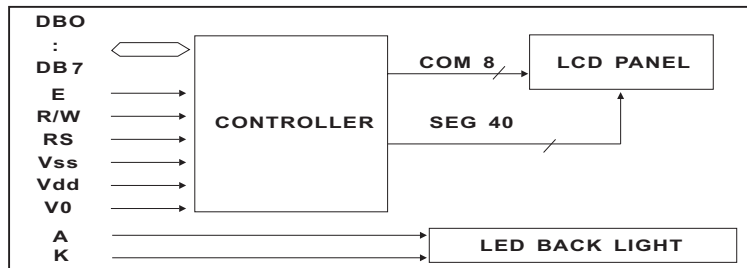 DBO
:
DB7
E
R/W
RS
Vss
Vdd
V0
A
K
CONTROLLER
COM 8
SEG 40
LCD PANEL
LED BACK LIGHT